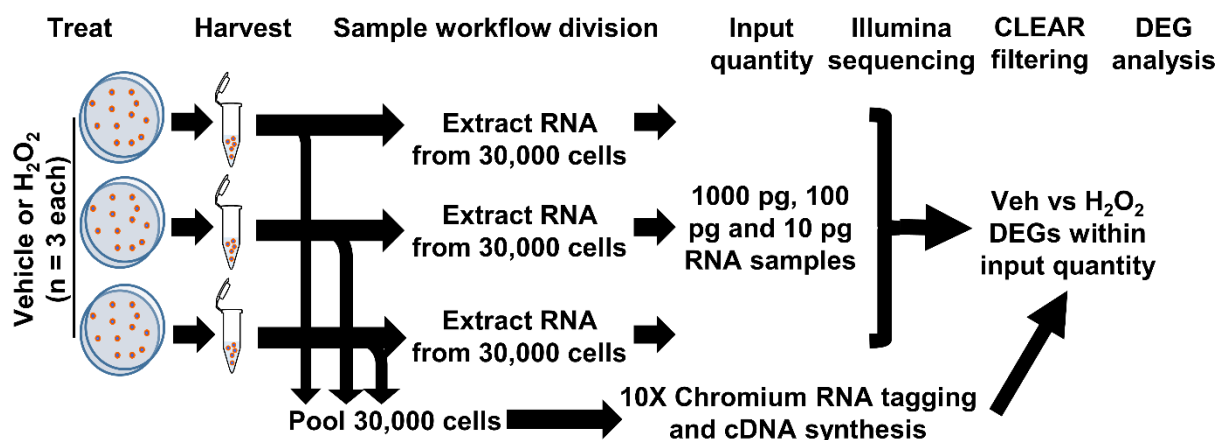 Treat
Harvest
Sample workflow division
Input
quantity
Illumina
sequencing
CLEAR
filtering
DEG
analysis
Vehicle or H₂O₂
(n = 3 each)
Extract RNA
from 30,000 cells
Extract RNA
from 30,000 cells
Extract RNA
from 30,000 cells
1000 pg, 100
pg and 10 pg
RNA samples
Veh vs H₂O₂
DEGs within
input quantity
Pool 30,000 cells
10X Chromium RNA tagging
and cDNA synthesis